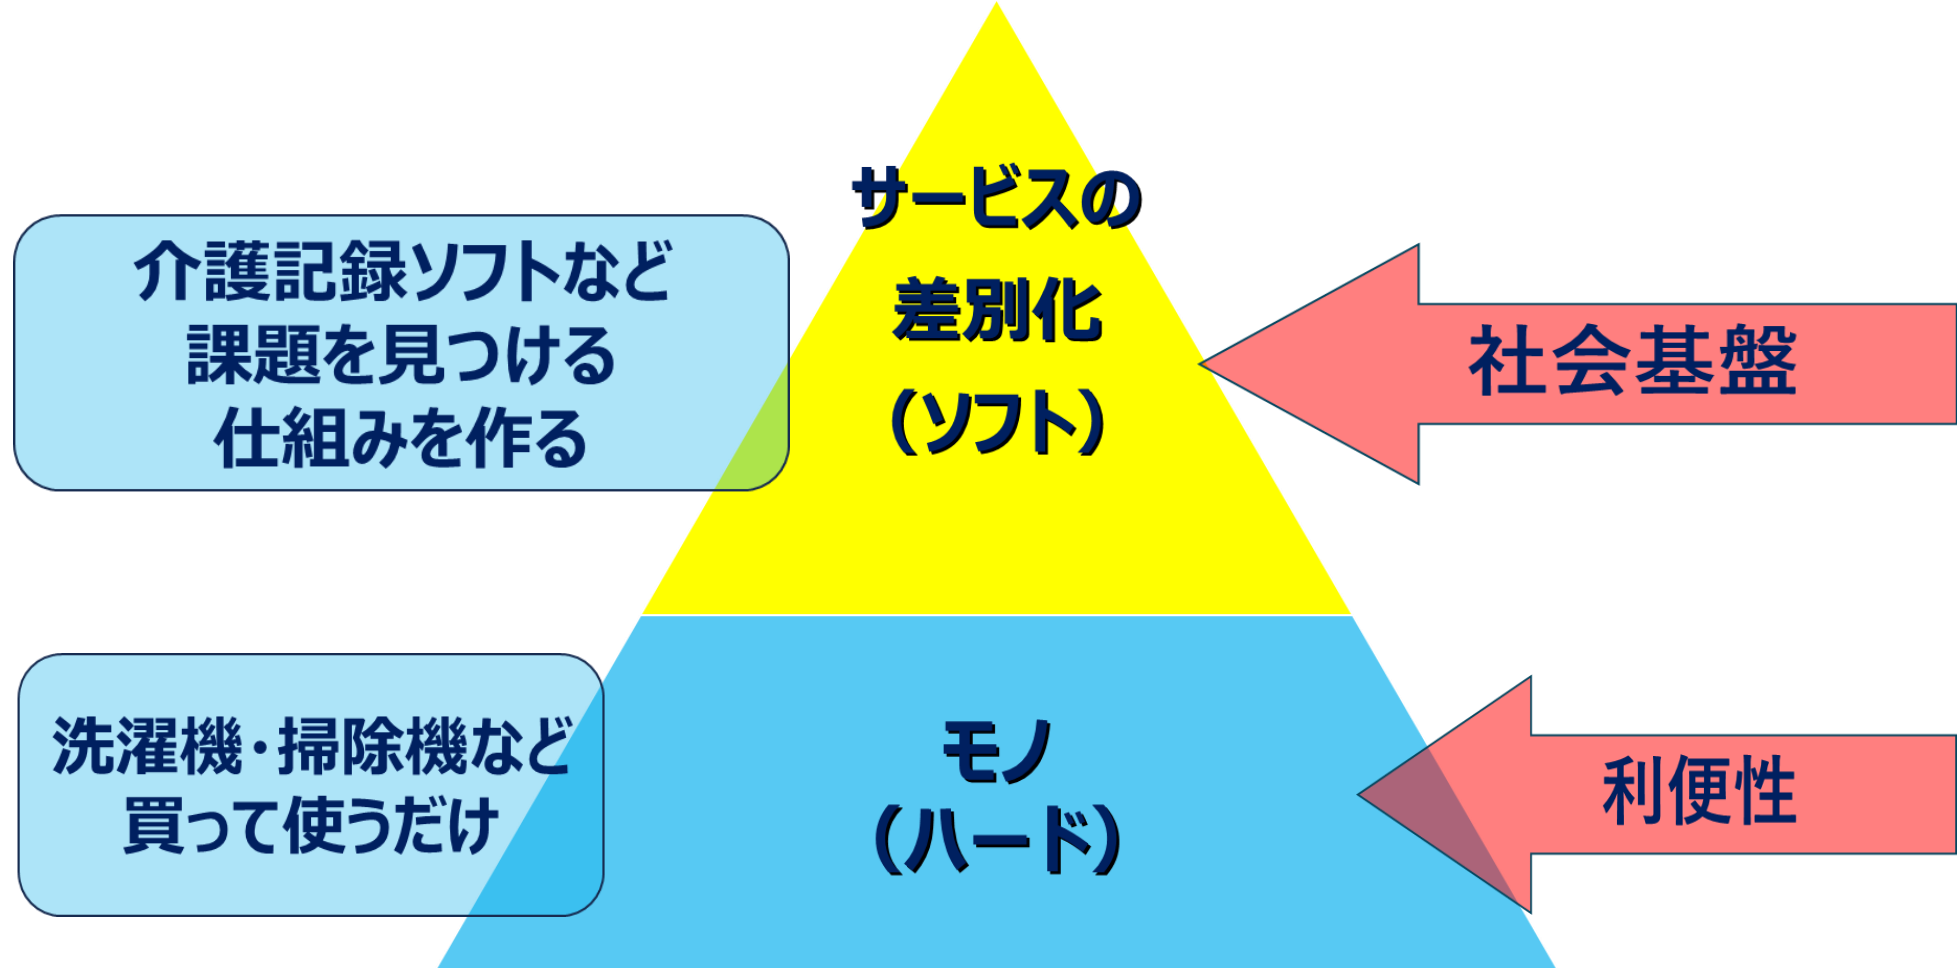 サービスの
差別化
(ソフト)
介護記録ソフトなど
課題を見つける
仕組みを作る
社会基盤
モノ
(ハード)
洗濯機・掃除機など
買って使うだけ
利便性